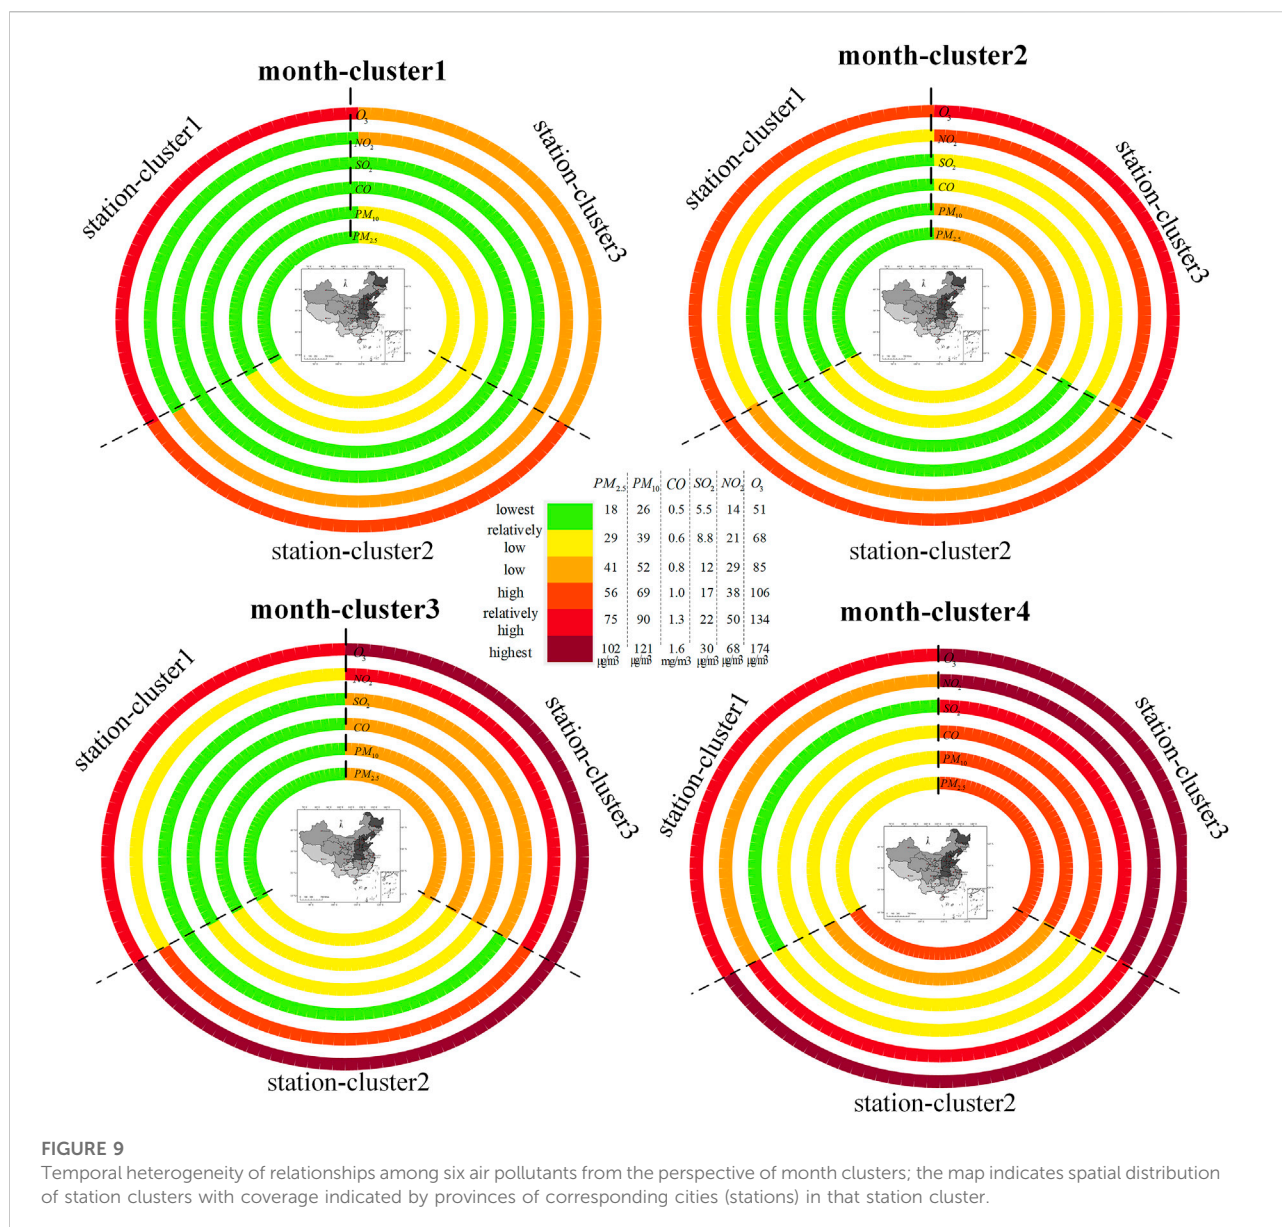 month-cluster1
station-cluster1
station-cluster3
O3
NO2
SO2
CO
PM10
PM2.5
station-cluster2
month-cluster2
station-cluster1
station-cluster3
O3
NO2
SO2
CO
PM10
PM2.5
station-cluster2
PM2.5 PM10 CO SO2 NO2 O3
lowest 18 26 0.5 5.5 14 51
relatively low 29 39 0.6 8.8 21 68
low 41 52 0.8 12 29 85
high 56 69 1.0 17 38 106
relatively high 75 90 1.3 22 50 134
highest 102 121 1.6 30 68 174
μg/m3 μg/m3 mg/m3 μg/m3 μg/m3 μg/m3
month-cluster3
station-cluster1
station-cluster3
O3
NO2
SO2
CO
PM10
PM2.5
station-cluster2
month-cluster4
station-cluster1
station-cluster3
O3
NO2
SO2
CO
PM10
PM2.5
station-cluster2
FIGURE 9
Temporal heterogeneity of relationships among six air pollutants from the perspective of month clusters; the map indicates spatial distribution
of station clusters with coverage indicated by provinces of corresponding cities (stations) in that station cluster.